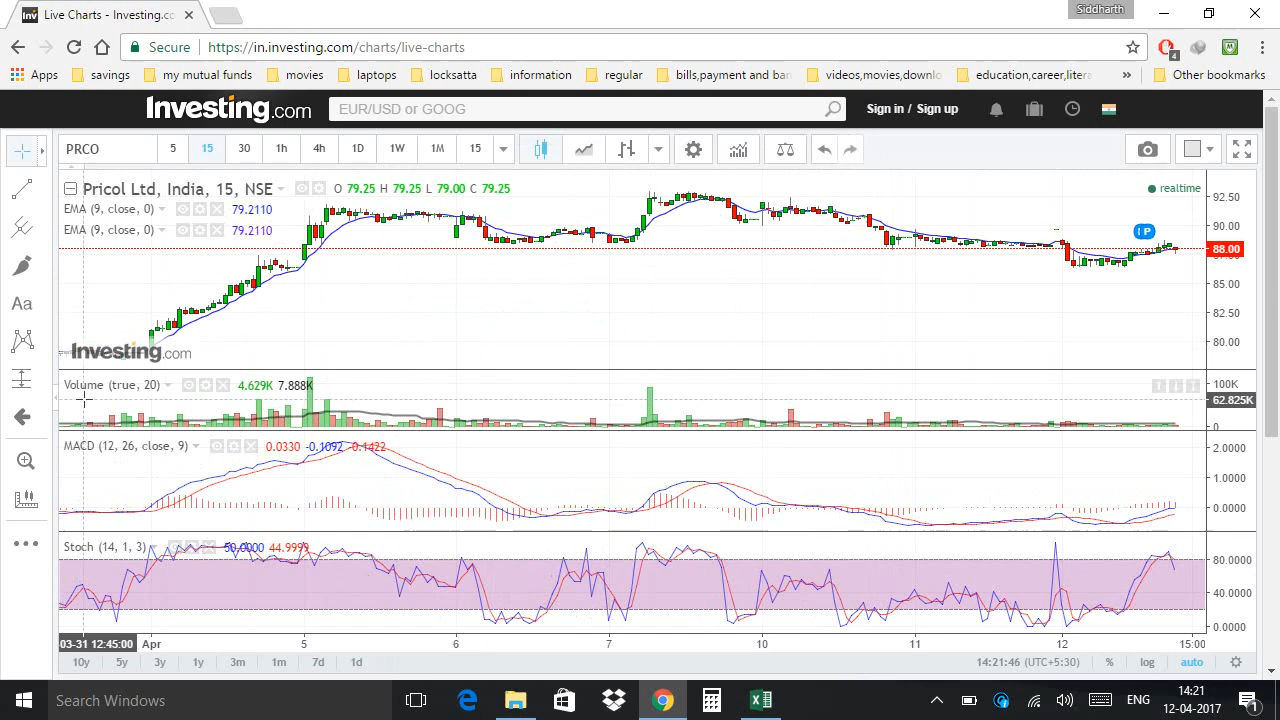 Siddharth
Inv Live Charts - Investing.co
Secure https://in.investing.com/charts/live-charts
4
M
Apps savings my mutual funds movies laptops locksatta information regular bills,payment and ban videos,movies,downlo education,career,litera » Other bookmarks
Investing.com EUR/USD or GOOG Sign in / Sign up
PRCO 5 15 30 1h 4h 1D 1W 1M 15
Pricol Ltd, India, 15, NSE O 79.25 H 79.25 L 79.00 C 79.25 realtime
EMA (9, close, 0) 79.2110
EMA (9, close, 0) 79.2110
P
92.50
90.00
88.00
85.00
82.50
80.00
Investing.com
Aa
Volume (true, 20) 4.629K 7.888K
100K
62.825K
0
MACD (12, 26, close, 9) 0.0330 -0.1092 -0.1422
2.0000
1.0000
0.0000
Stoch (14, 1, 3) 50.0000 44.9999
80.0000
40.0000
0.0000
03-31 12:45:00 Apr 5 6 7 10 11 12 15:00
10y 5y 3y 1y 3m 1m 7d 1d 14:21:46 (UTC+5:30) % log auto
Search Windows ENG 14:21
12-04-2017
1